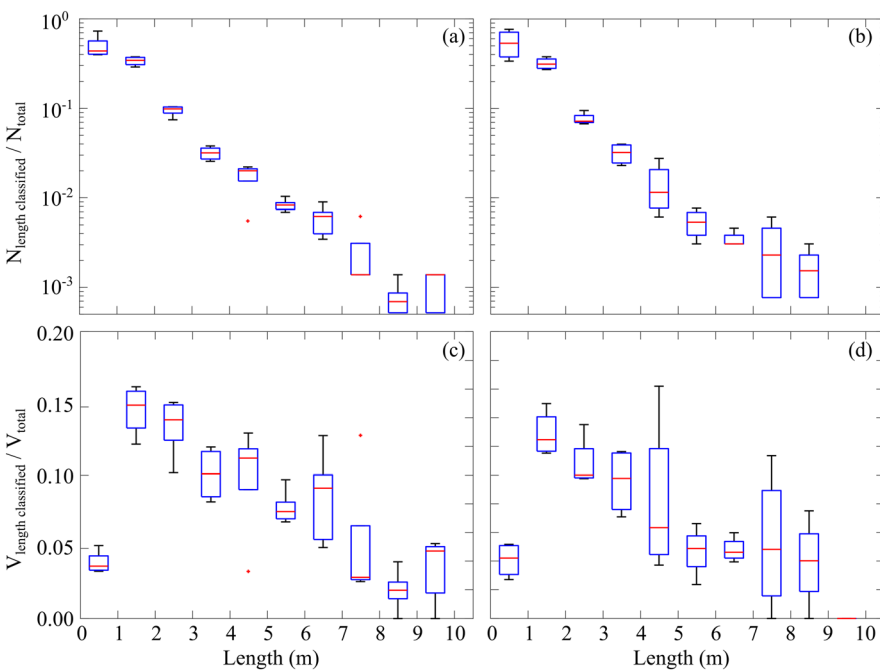 10⁰
10⁻¹
10⁻²
10⁻³
N_length classified / N_total
(a)
(b)
0.20
0.15
0.10
0.05
0.00
V_length classified / V_total
(c)
(d)
0 1 2 3 4 5 6 7 8 9 10
0 1 2 3 4 5 6 7 8 9 10
Length (m)
Length (m)